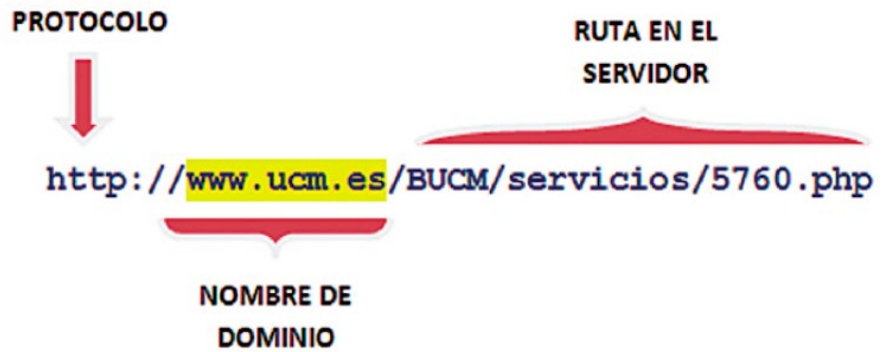 PROTOCOLO
RUTA EN EL
SERVIDOR
http://www.ucm.es/BUCM/servicios/5760.php
NOMBRE DE
DOMINIO